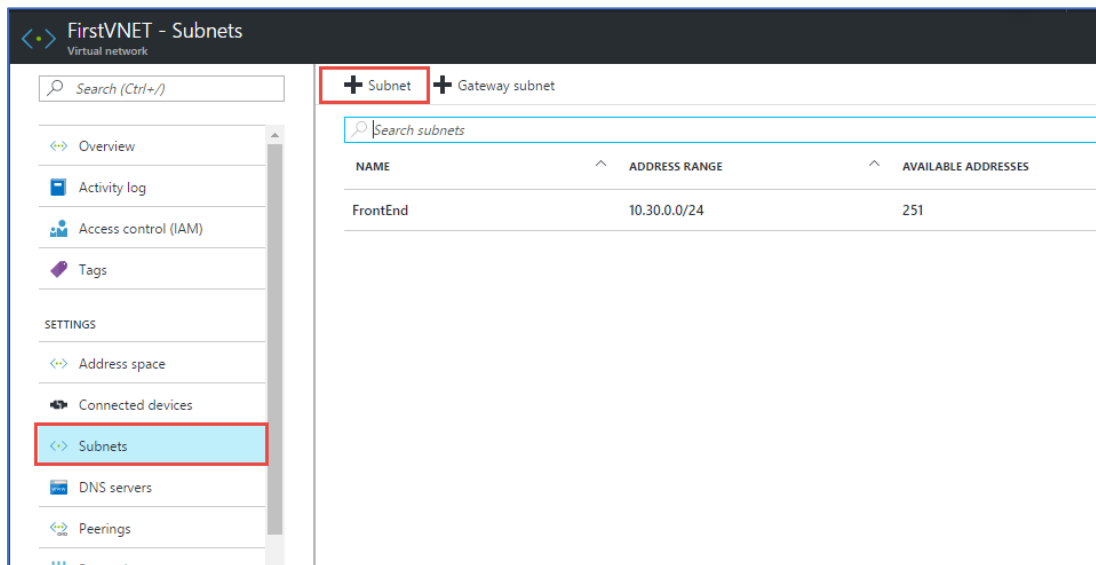 FirstVNET - Subnets
Virtual network
Search (Ctrl+/)
Overview
Activity log
Access control (IAM)
Tags
SETTINGS
Address space
Connected devices
Subnets
DNS servers
Peerings
Subnet Gateway subnet
Search subnets
NAME ADDRESS RANGE AVAILABLE ADDRESSES
FrontEnd 10.30.0.0/24 251